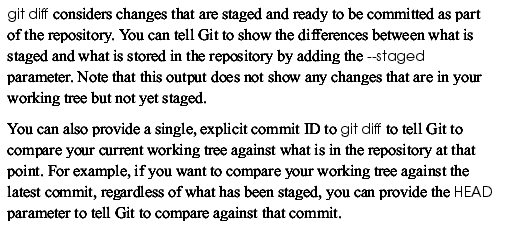 git diff considers changes that are staged and ready to be committed as part
of the repository. You can tell Git to show the differences between what is
staged and what is stored in the repository by adding the --staged
parameter. Note that this output does not show any changes that are in your
working tree but not yet staged.
You can also provide a single, explicit commit ID to git diff to tell Git to
compare your current working tree against what is in the repository at that
point. For example, if you want to compare your working tree against the
latest commit, regardless of what has been staged, you can provide the HEAD
parameter to tell Git to compare against that commit.